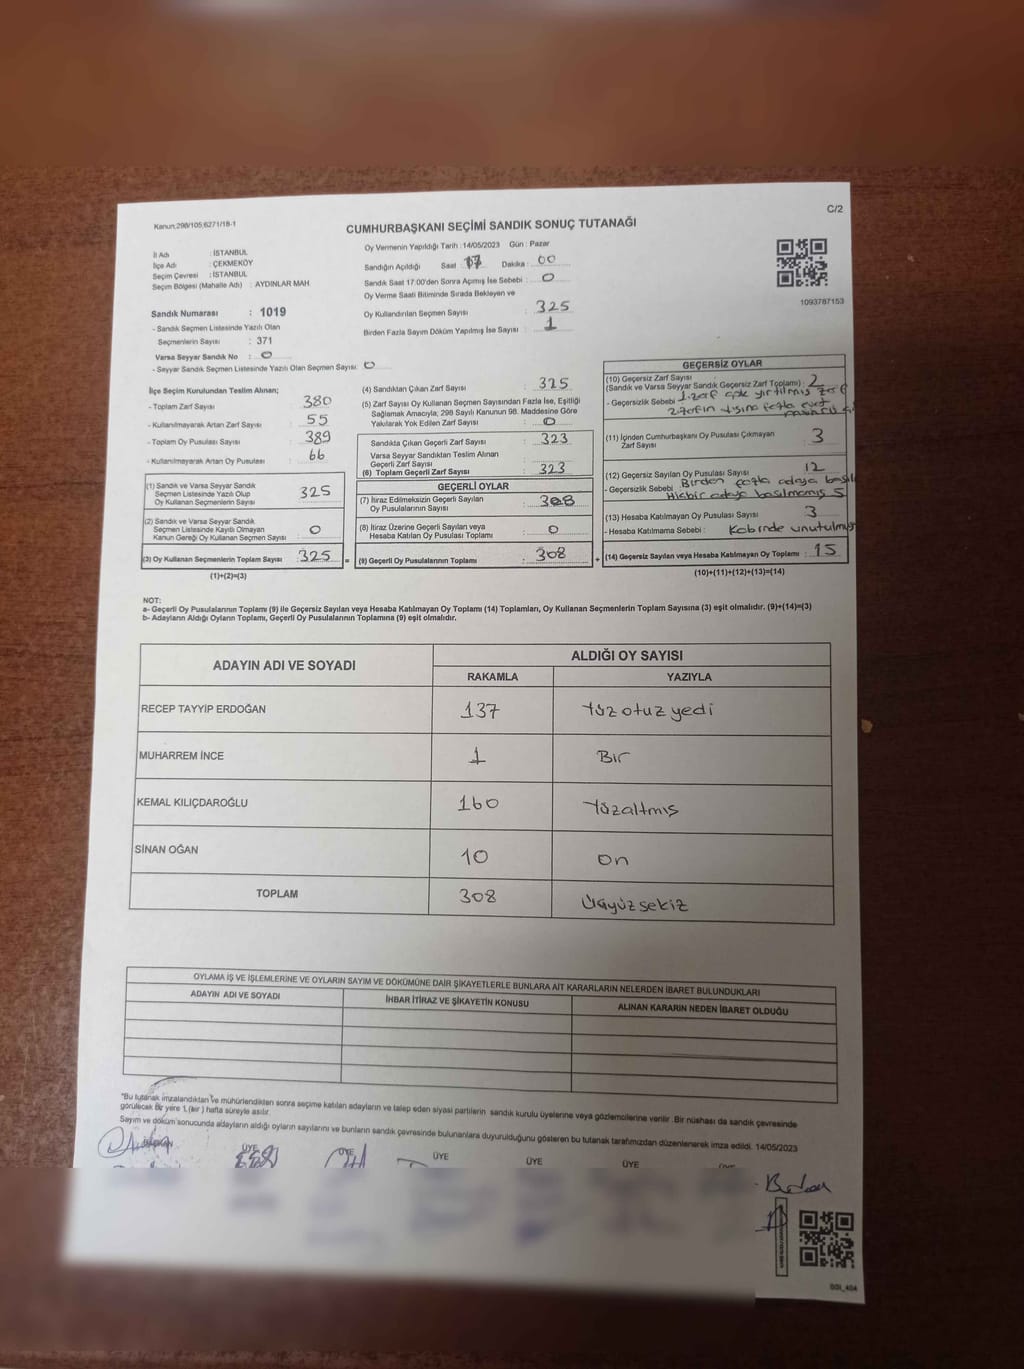 C/2
Kanun:298/105;6271/18-1
CUMHURBAŞKANI SEÇİMİ SANDIK SONUÇ TUTANAĞI
İl Adı : İSTANBUL
İlçe Adı : ÇEKMEKÖY
Seçim Çevresi : İSTANBUL
Seçim Bölgesi (Mahalle Adı) : AYDINLAR MAH
Oy Vermenin Yapıldığı Tarih : 14/05/2023 Gün : Pazar
Sandığın Açıldığı Saat 17 Dakika : 00
Sandık Saat 17:00'den Sonra Açımış İse Sebebi : 0
Oy Verme Saati Bitiminde Sırada Bekleyen ve
Oy Kullandırılan Seçmen Sayısı : 325
Birden Fazla Sayım Döküm Yapılmış İse Sayısı : 1
1093787153
Sandık Numarası : 1019
- Sandık Seçmen Listesinde Yazılı Olan
Seçmenlerin Sayısı : 371
Varsa Seyyar Sandık No : 0
- Seyyar Sandık Seçmen Listesinde Yazılı Olan Seçmen Sayısı: 0
İlçe Seçim Kurulundan Teslim Alınan;
- Toplam Zarf Sayısı : 380
- Kullanılmayarak Artan Zarf Sayısı : 55
- Toplam Oy Pusulası Sayısı : 389
- Kullanılmayarak Artan Oy Pusulası : 66
(1) Sandık ve Varsa Seyyar Sandık
Seçmen Listesinde Yazılı Olup
Oy Kullanan Seçmenlerin Sayısı : 325
(2) Sandık ve Varsa Seyyar Sandık
Seçmen Listesinde Kayıtlı Olmayan
Kanun Gereği Oy Kullanan Seçmen Sayısı : 0
(3) Oy Kullanan Seçmenlerin Toplam Sayısı : 325
(1)+(2)=(3)
(4) Sandıktan Çıkan Zarf Sayısı : 325
(5) Zarf Sayısı Oy Kullanan Seçmen Sayısından Fazla İse, Eşitliği
Sağlamak Amacıyla, 298 Sayılı Kanunun 98. Maddesine Göre
Yakılarak Yok Edilen Zarf Sayısı : 0
Sandıkta Çıkan Geçerli Zarf Sayısı : 323
Varsa Seyyar Sandıktan Teslim Alınan
Geçerli Zarf Sayısı
(6) Toplam Geçerli Zarf Sayısı : 323
GEÇERLİ OYLAR
(7) İtiraz Edilmeksizin Geçerli Sayılan
Oy Pusulalarının Sayısı : 308
(8) İtiraz Üzerine Geçerli Sayılan veya
Hesaba Katılan Oy Pusulası Toplamı : 0
= (9) Geçerli Oy Pusulalarının Toplamı : 308
GEÇERSİZ OYLAR
(10) Geçersiz Zarf Sayısı
(Sandık ve Varsa Seyyar Sandık Geçersiz Zarf Toplamı) : 2
- Geçersizlik Sebebi 1.zarf çok yırtılmış zarf
2.zarfın dışına fazla evet
(11) İçinden Cumhurbaşkanı Oy Pusulası Çıkmayan
Zarf Sayısı : 3
(12) Geçersiz Sayılan Oy Pusulası Sayısı : 12
- Geçersizlik Sebebi Birden fazla adaya
Hiçbir adaya basılmamış 5
(13) Hesaba Katılmayan Oy Pusulası Sayısı : 3
- Hesaba Katılmama Sebebi : Kabinde unutulmuş
+ (14) Geçersiz Sayılan veya Hesaba Katılmayan Oy Toplamı : 15
(10)+(11)+(12)+(13)=(14)
NOT:
a- Geçerli Oy Pusulalarının Toplamı (9) ile Geçersiz Sayılan veya Hesaba Katılmayan Oy Toplamı (14) Toplamları, Oy Kullanan Seçmenlerin Toplam Sayısına (3) eşit olmalıdır. (9)+(14)=(3)
b- Adayların Aldığı Oyların Toplamı, Geçerli Oy Pusulalarının Toplamına (9) eşit olmalıdır.
ADAYIN ADI VE SOYADI ALDIĞI OY SAYISI
RAKAMLA YAZIYLA
RECEP TAYYİP ERDOĞAN 137 Yüz otuz yedi
MUHARREM İNCE 1 Bir
KEMAL KILIÇDAROĞLU 160 Yüzaltmış
SİNAN OĞAN 10 on
TOPLAM 308 Üçyüz sekiz
OYLAMA İŞ VE İŞLEMLERİNE VE OYLARIN SAYIM VE DÖKÜMÜNE DAİR ŞİKAYETLERLE BUNLARA AİT KARARLARIN NELERDEN İBARET BULUNDUKLARI
ADAYIN ADI VE SOYADI İHBAR İTİRAZ VE ŞİKAYETİN KONUSU ALINAN KARARIN NEDEN İBARET OLDUĞU
"Bu tutanak imzalandıktan ve mühürlendikten sonra seçime katılan adayların ve talep eden siyasi partilerin sandık kurulu üyelerine veya gözlemcilerine verilir. Bir nüshası da sandık çevresinde
görülecek bir yere 1 (bir) hafta süreyle asılır.
Sayım ve döküm sonucunda adayların aldığı oyların sayılarını ve bunların sandık çevresinde bulunanlara duyurulduğunu gösteren bu tutanak tarafımızdan düzenlenerek imza edildi. 14/05/2023
ÜYE ÜYE ÜYE ÜYE ÜYE